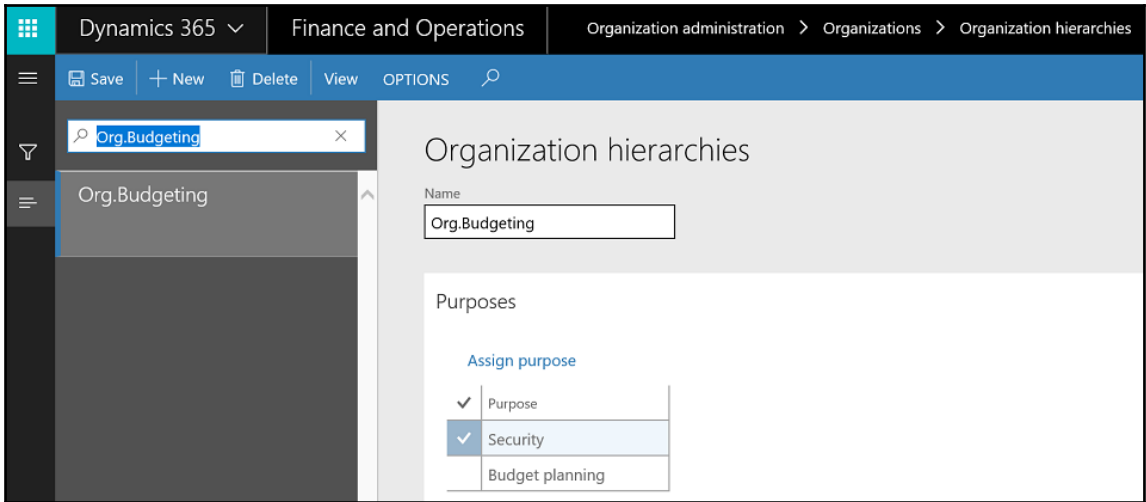 Dynamics 365 Finance and Operations Organization administration > Organizations > Organization hierarchies
Save + New Delete View OPTIONS
Org.Budgeting
Org.Budgeting
Organization hierarchies
Name
Org.Budgeting
Purposes
Assign purpose
Purpose
Security
Budget planning